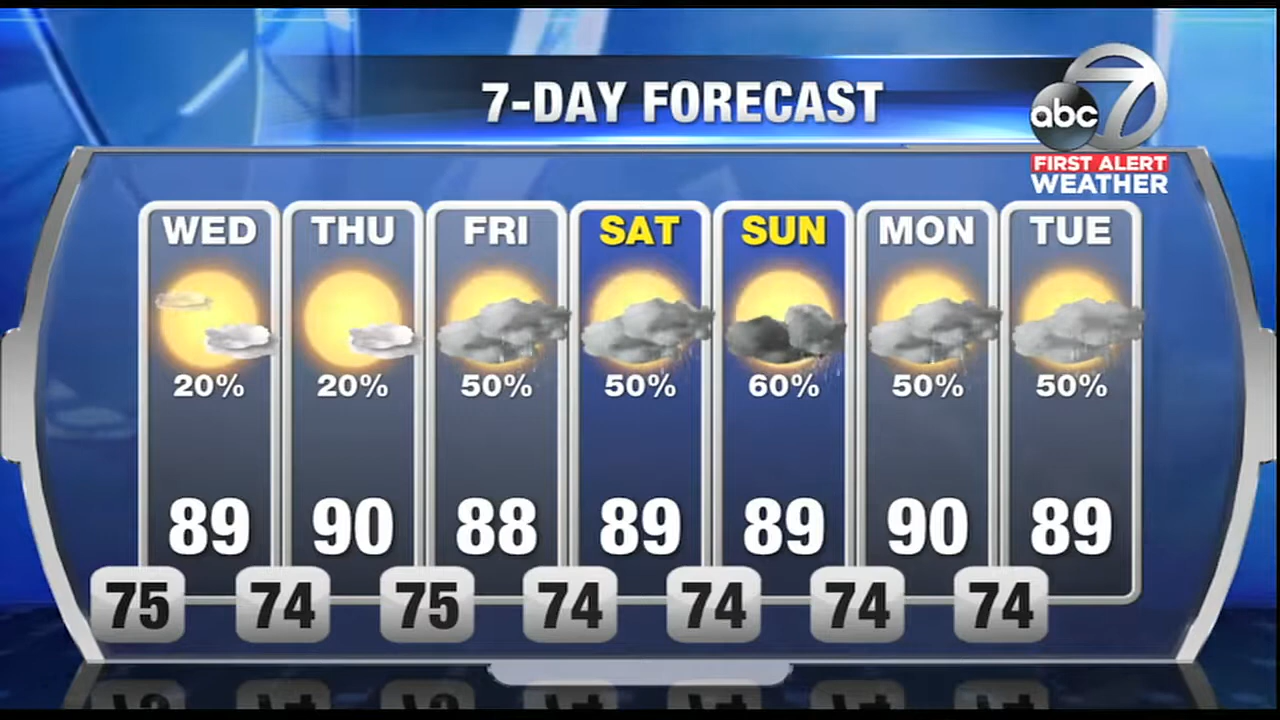 7-DAY FORECAST
abc 7
FIRST ALERT
WEATHER
WED THU FRI SAT SUN MON TUE
20% 20% 50% 50% 60% 50% 50%
89 90 88 89 89 90 89
75 74 75 74 74 74 74